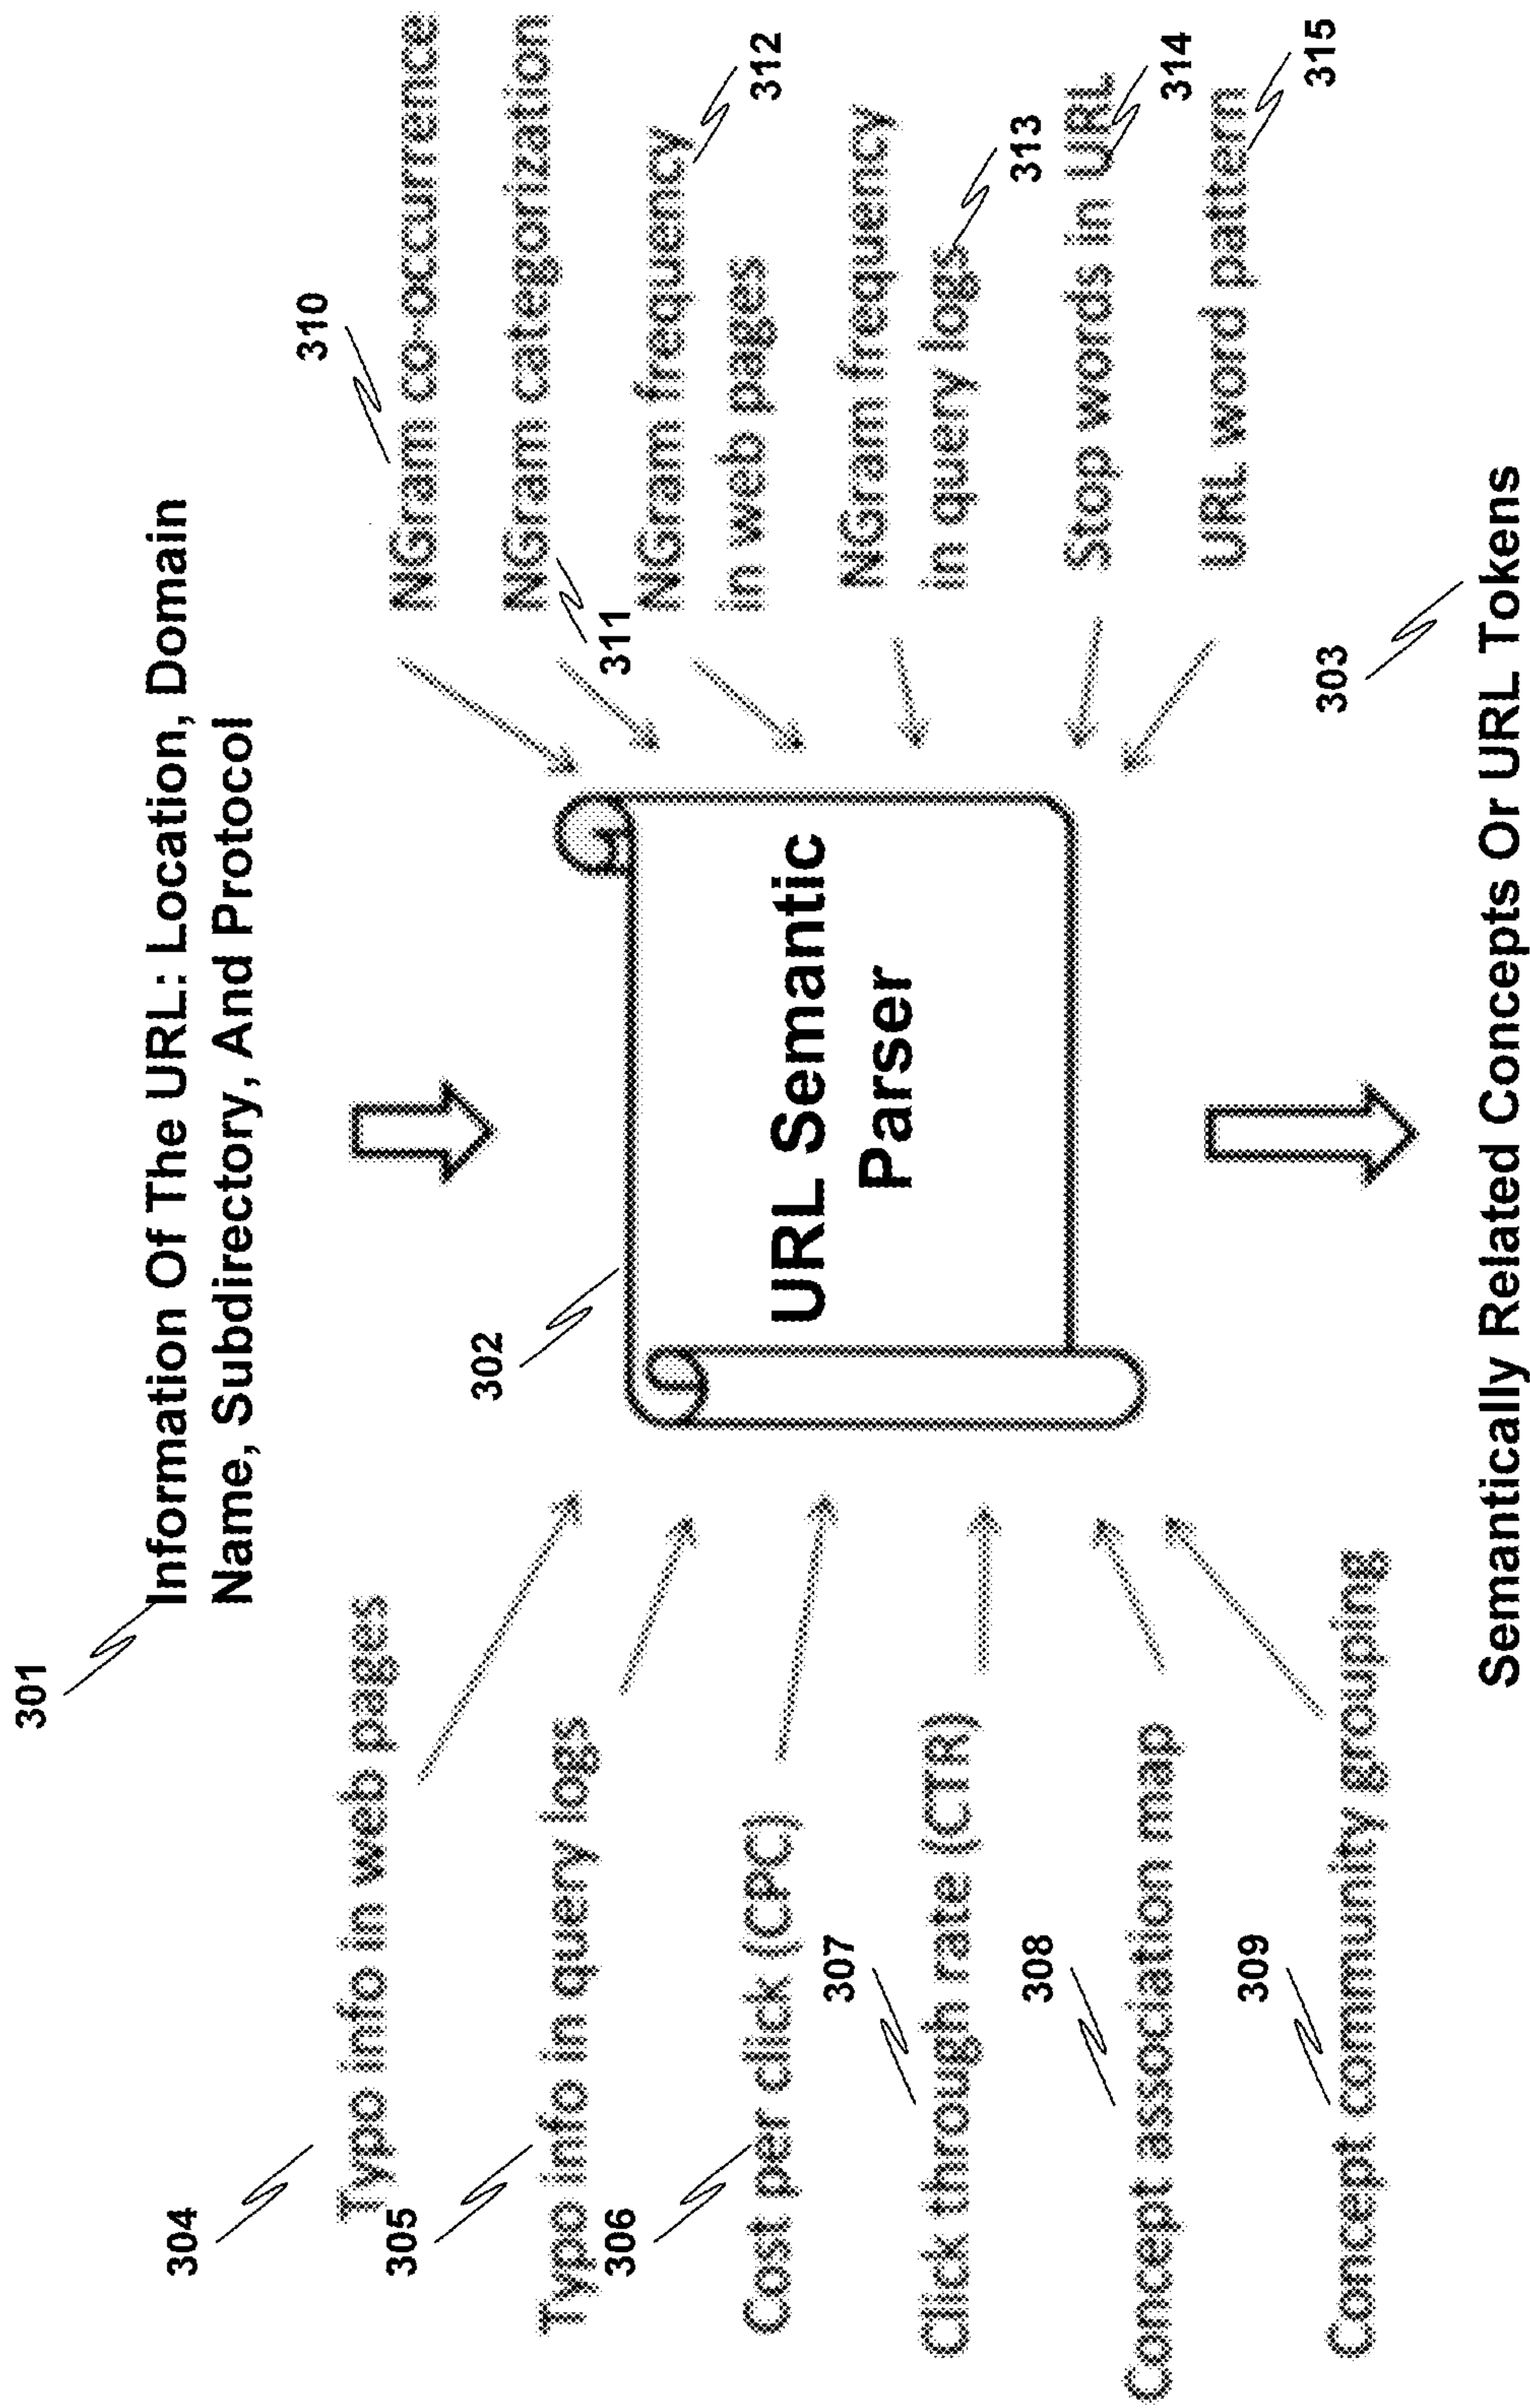 301
Information Of The URL: Location, Domain
Name, Subdirectory, And Protocol
304
Typo info in web pages
305
Typo info in query logs
306
Cost per click (CPC)
307
Click through rate (CTR)
308
Concept association map
309
Concept community grouping
302
URL Semantic
Parser
310
NGram co-occurrence
NGram categorization
311
NGram frequency
in web pages
312
NGram frequency
in query logs
313
Stop words in URL
314
URL word pattern
315
303
Semantically Related Concepts Or URL Tokens